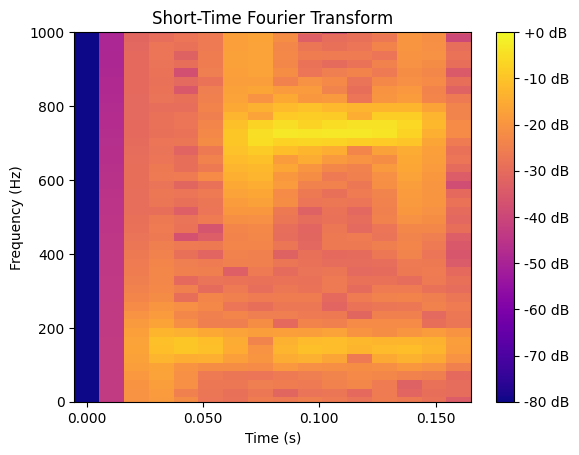 Short-Time Fourier Transform
1000
800
600
400
200
0
Frequency (Hz)
0.000
0.050
0.100
0.150
Time (s)
+0 dB
-10 dB
-20 dB
-30 dB
-40 dB
-50 dB
-60 dB
-70 dB
-80 dB